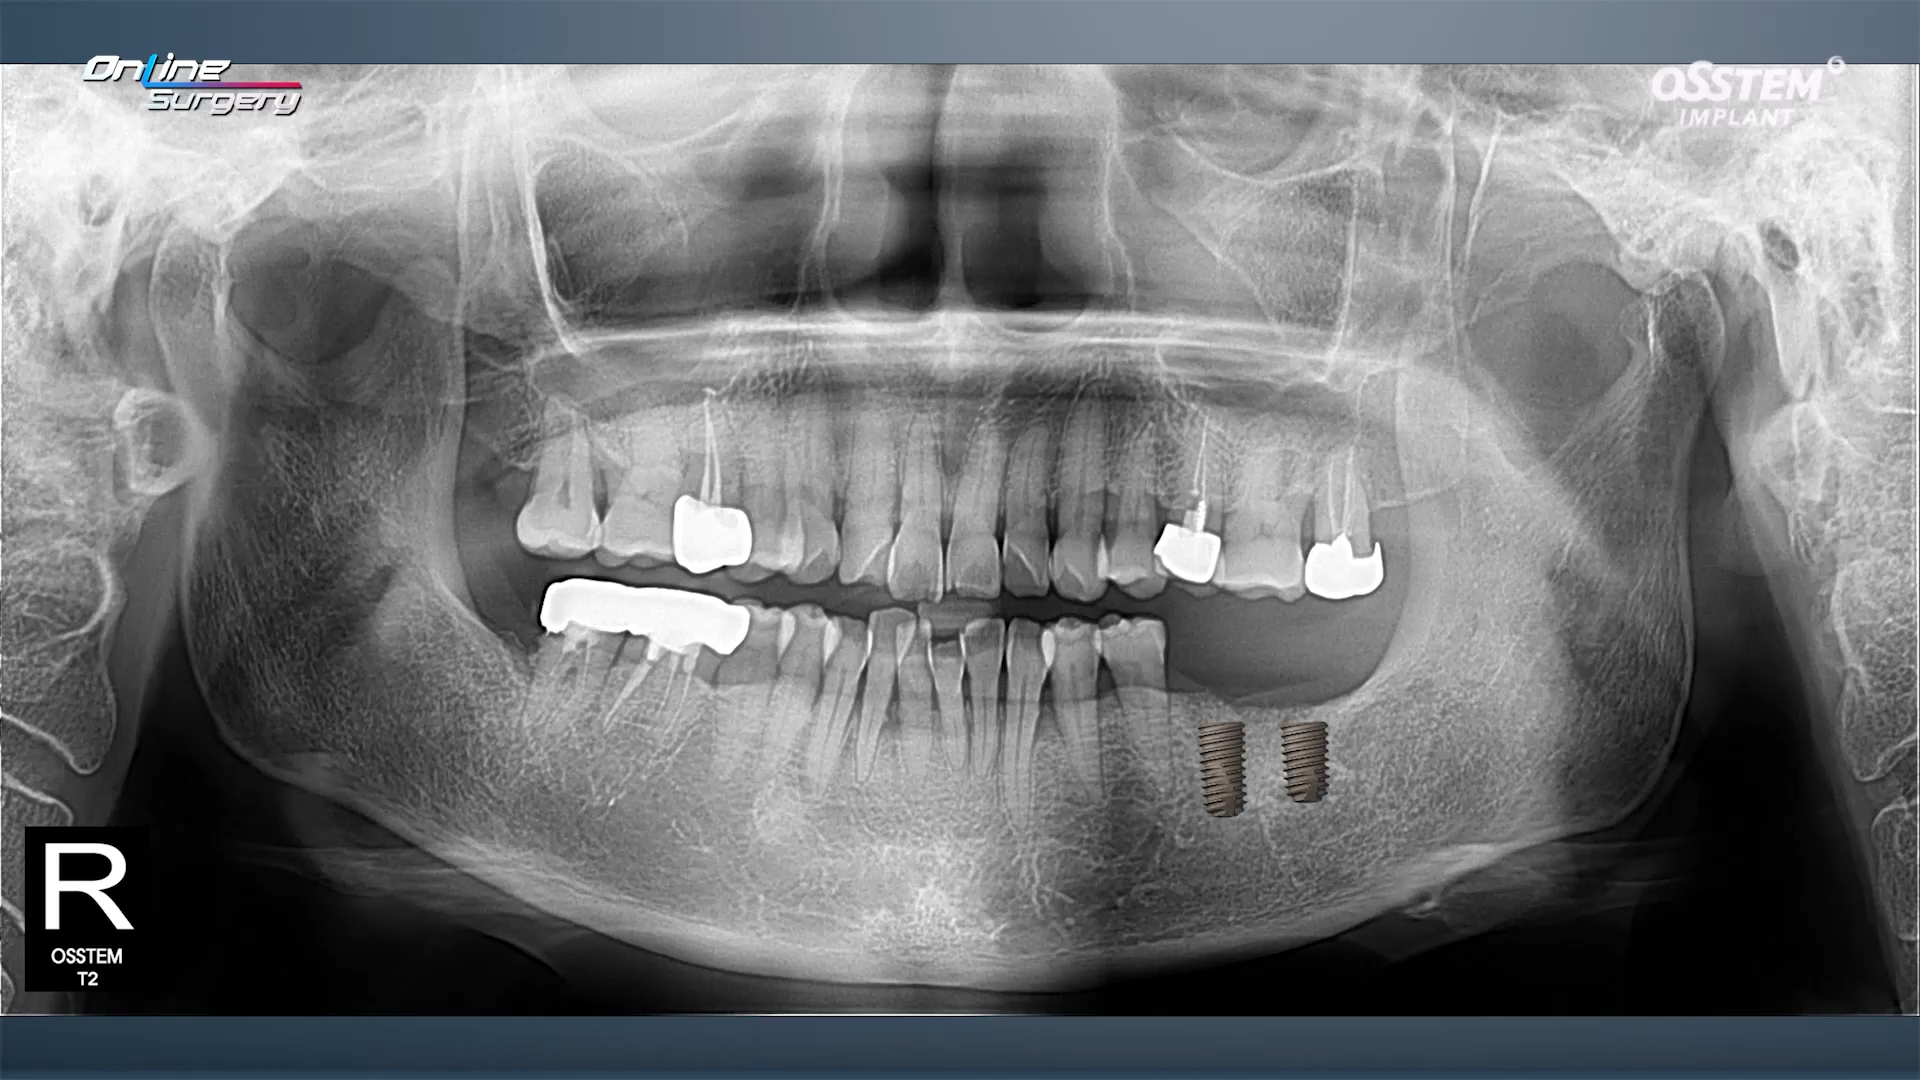 OnLine
Surgery
OSSTEM
IMPLANT
R
OSSTEM
T2